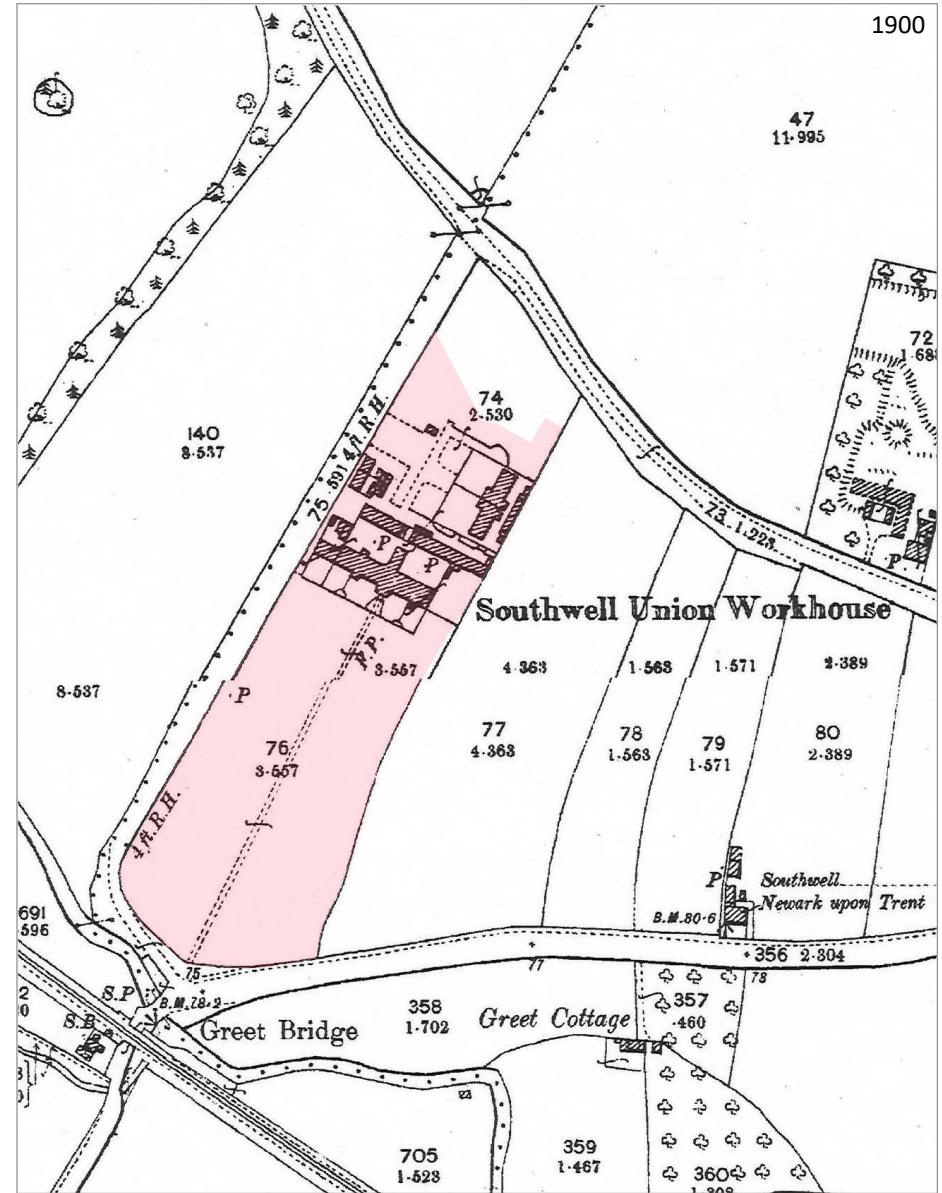 1900
47
11·995
72
74
2·530
140
8·537
4 ft. R.H.
75 ·591
73 1·223
P
P
P
Southwell Union Workhouse
F.P.
3·557
4·363
1·563
1·571
2·389
8·537
P
76
3·557
77
4·363
78
1·563
79
1·571
80
2·389
4 ft. R.H.
P
Southwell
Newark upon Trent
B.M.80·6
691
·596
75
77
356 2·304
78
S.P
B.M.78·2
S.B
Greet Bridge
358
1·702
Greet Cottage
357
·460
705
1·523
359
1·467
360